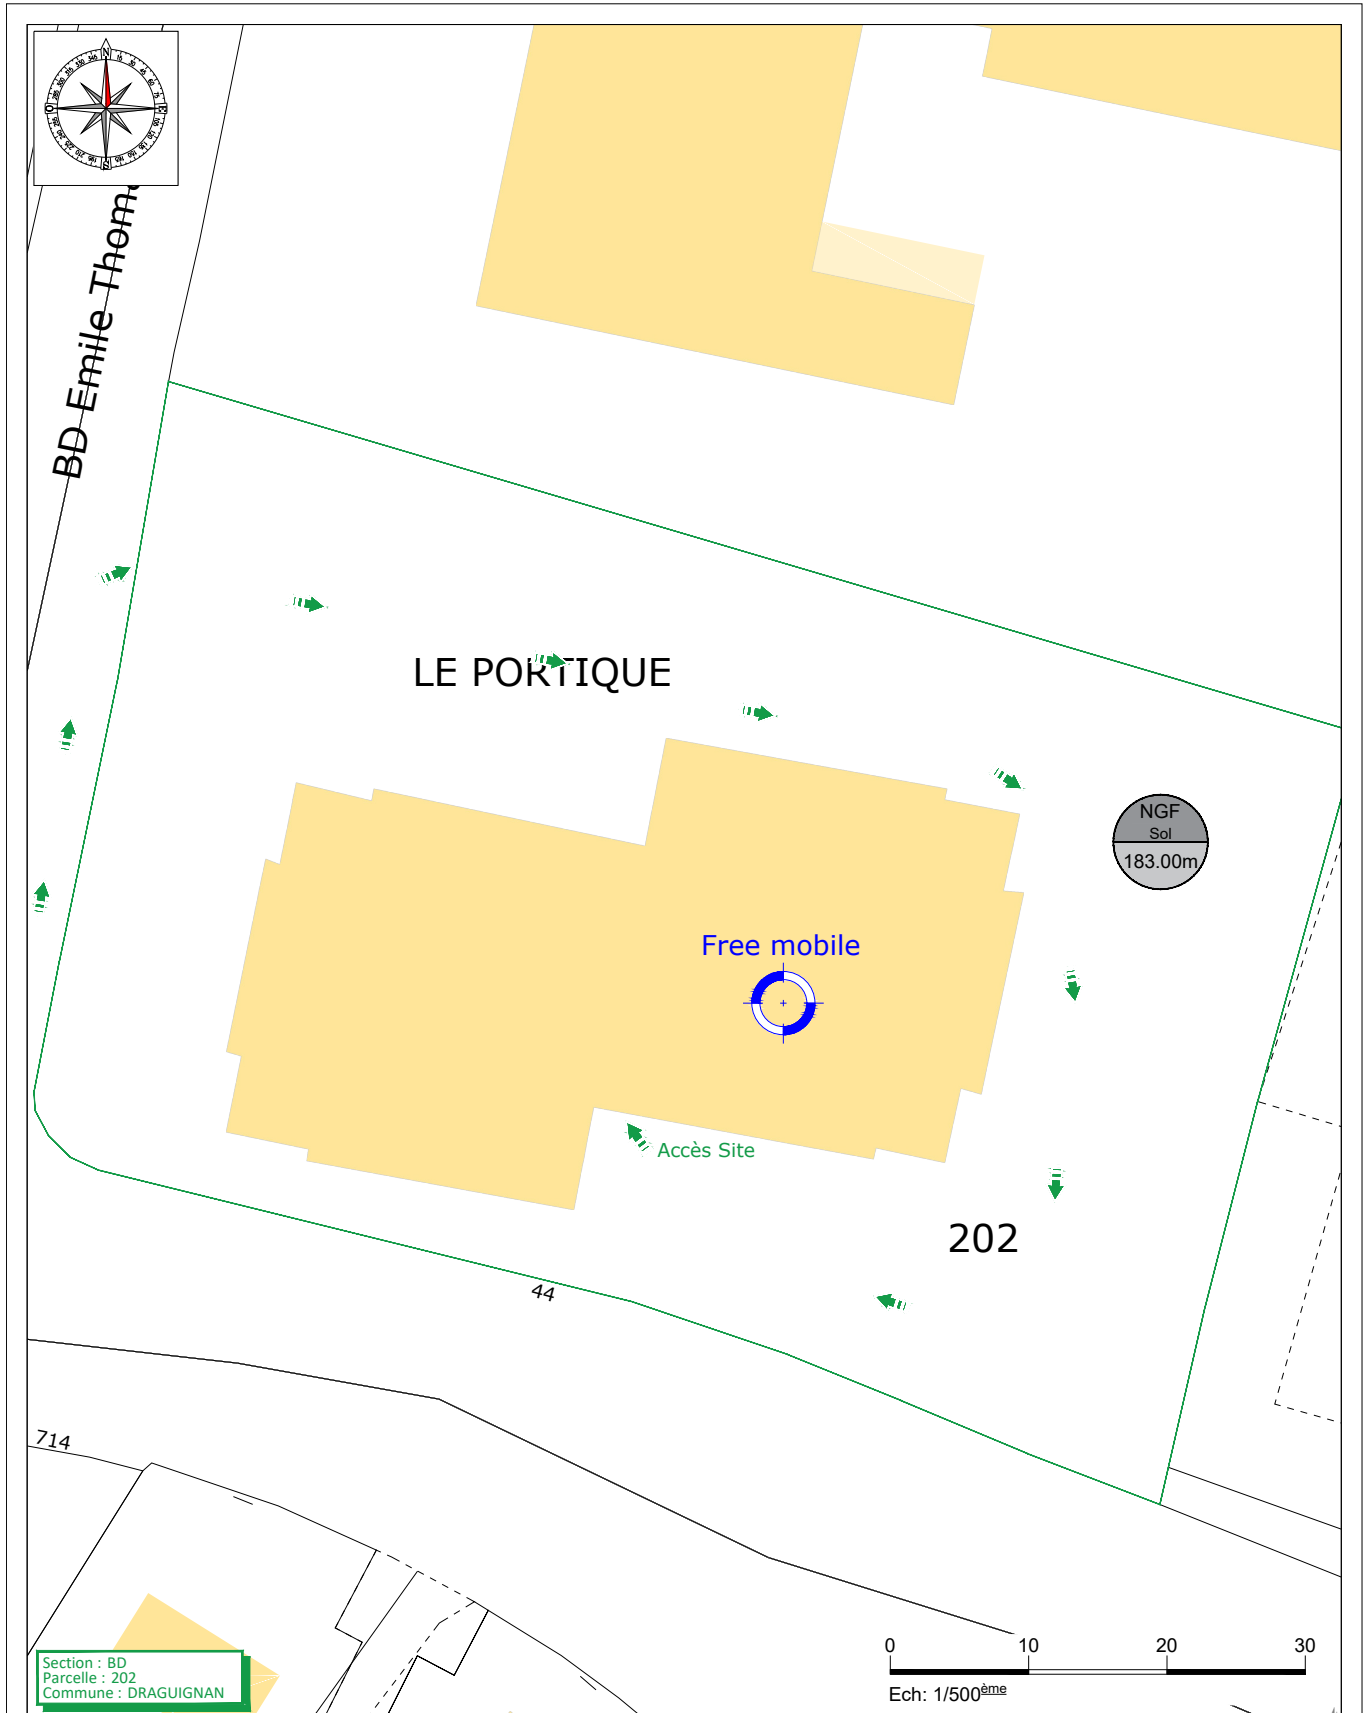 N
E
O
BD Emile Thom
LE PORTIQUE
NGF
Sol
183.00m
Free mobile
Accès Site
202
44
714
0 10 20 30
Ech: 1/500ème
Section : BD
Parcelle : 202
Commune : DRAGUIGNAN